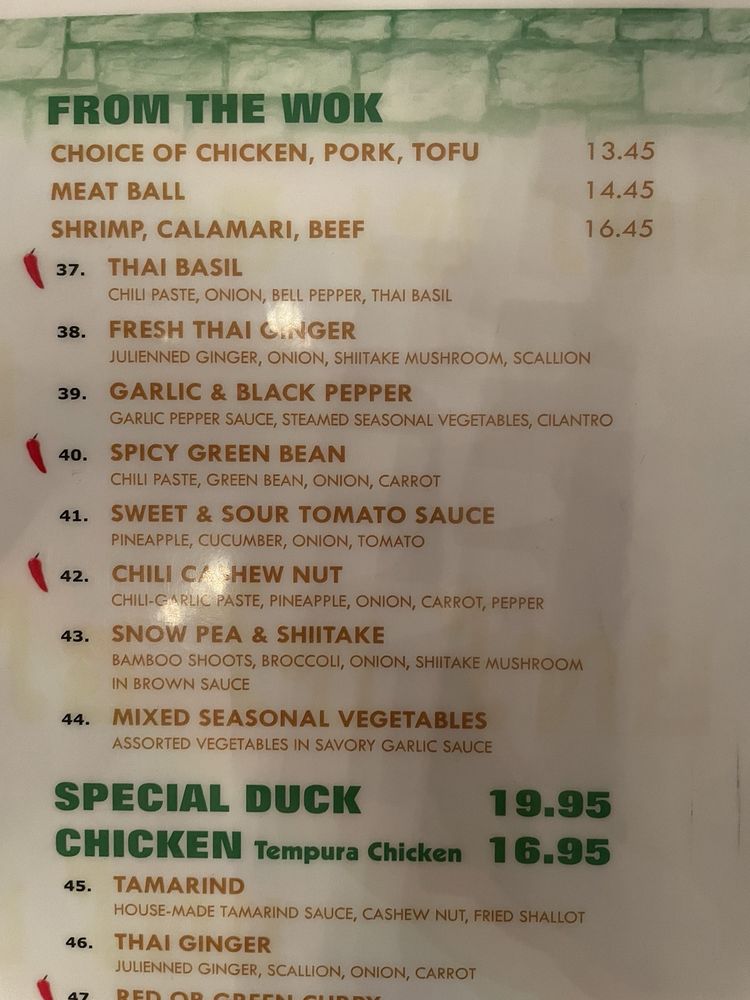 FROM THE WOK
CHOICE OF CHICKEN, PORK, TOFU 13.45
MEAT BALL 14.45
SHRIMP, CALAMARI, BEEF 16.45
37. THAI BASIL
CHILI PASTE, ONION, BELL PEPPER, THAI BASIL
38. FRESH THAI GINGER
JULIENNED GINGER, ONION, SHIITAKE MUSHROOM, SCALLION
39. GARLIC & BLACK PEPPER
GARLIC PEPPER SAUCE, STEAMED SEASONAL VEGETABLES, CILANTRO
40. SPICY GREEN BEAN
CHILI PASTE, GREEN BEAN, ONION, CARROT
41. SWEET & SOUR TOMATO SAUCE
PINEAPPLE, CUCUMBER, ONION, TOMATO
42. CHILI CASHEW NUT
CHILI-GARLIC PASTE, PINEAPPLE, ONION, CARROT, PEPPER
43. SNOW PEA & SHIITAKE
BAMBOO SHOOTS, BROCCOLI, ONION, SHIITAKE MUSHROOM
IN BROWN SAUCE
44. MIXED SEASONAL VEGETABLES
ASSORTED VEGETABLES IN SAVORY GARLIC SAUCE
SPECIAL DUCK 19.95
CHICKEN Tempura Chicken 16.95
45. TAMARIND
HOUSE-MADE TAMARIND SAUCE, CASHEW NUT, FRIED SHALLOT
46. THAI GINGER
JULIENNED GINGER, SCALLION, ONION, CARROT
47. RED OR GREEN CURRY